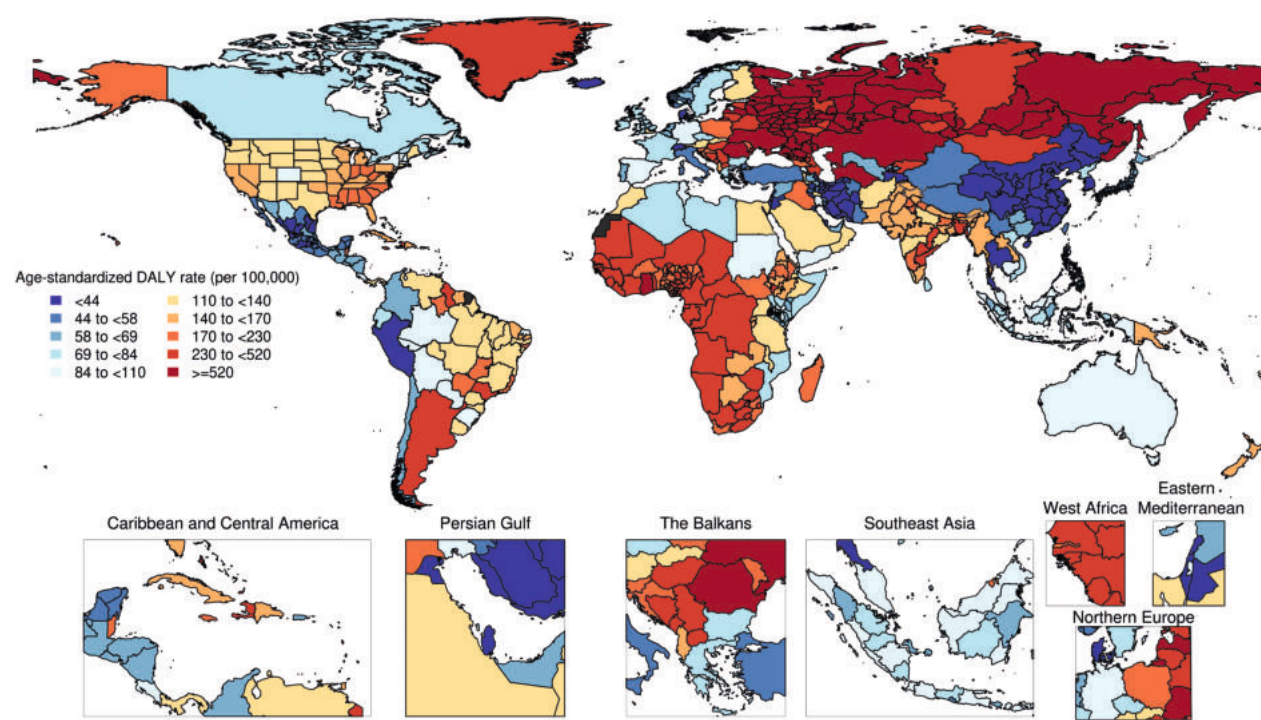 Age-standardized DALY rate (per 100,000)
<44
44 to <58
58 to <69
69 to <84
84 to <110
110 to <140
140 to <170
170 to <230
230 to <520
>=520
Caribbean and Central America
Persian Gulf
The Balkans
Southeast Asia
West Africa
Eastern
Mediterranean
Northern Europe